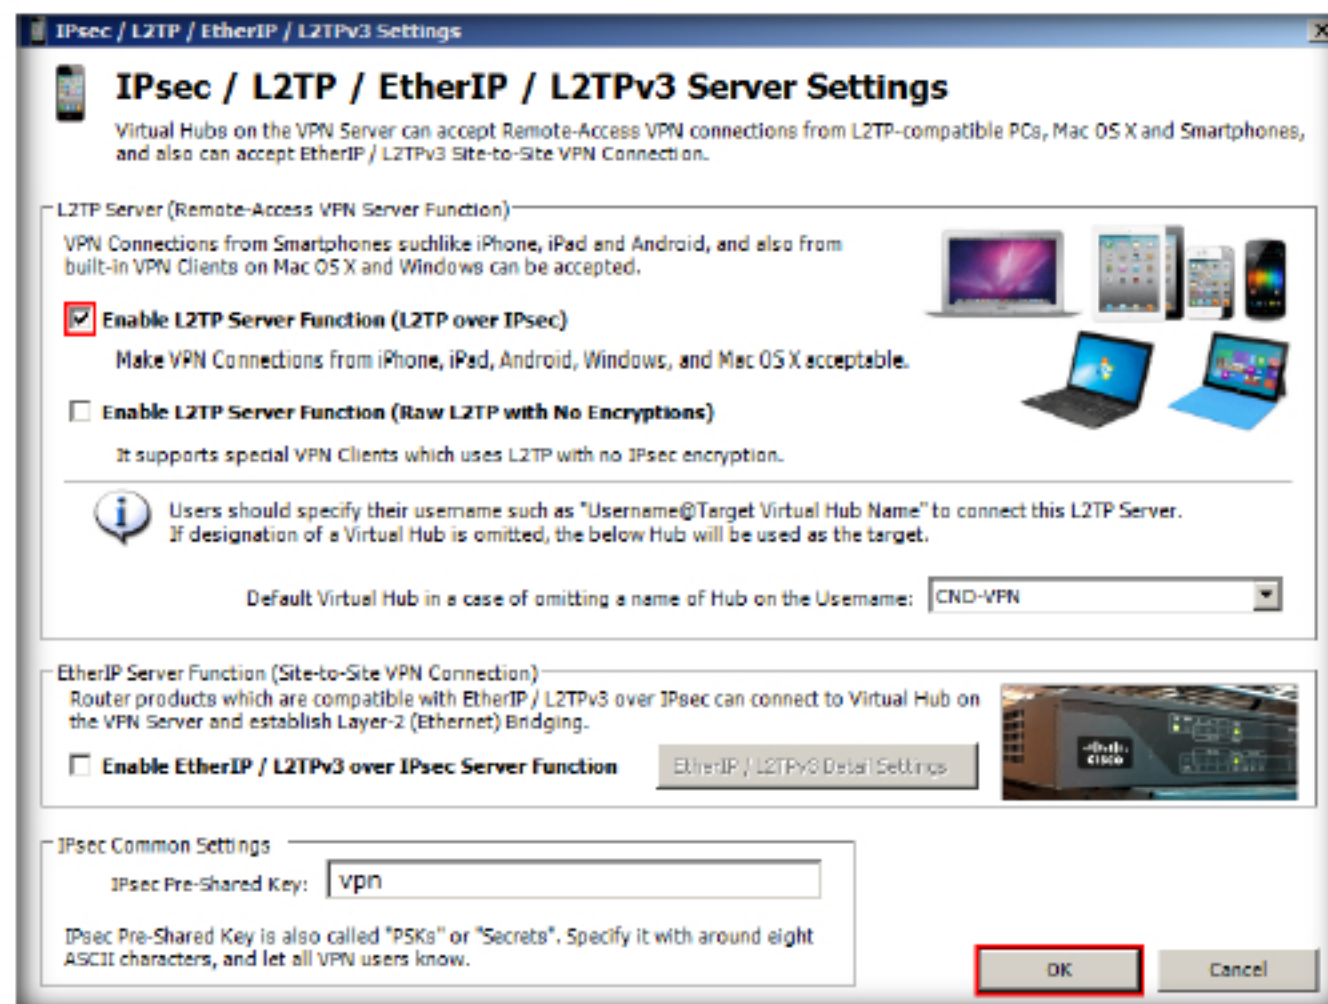 IPsec / L2TP / EtherIP / L2TPv3 Settings
IPsec / L2TP / EtherIP / L2TPv3 Server Settings
Virtual Hubs on the VPN Server can accept Remote-Access VPN connections from L2TP-compatible PCs, Mac OS X and Smartphones,
and also can accept EtherIP / L2TPv3 Site-to-Site VPN Connection.
L2TP Server (Remote-Access VPN Server Function)
VPN Connections from Smartphones suchlike iPhone, iPad and Android, and also from
built-in VPN Clients on Mac OS X and Windows can be accepted.
Enable L2TP Server Function (L2TP over IPsec)
Make VPN Connections from iPhone, iPad, Android, Windows, and Mac OS X acceptable.
Enable L2TP Server Function (Raw L2TP with No Encryptions)
It supports special VPN Clients which uses L2TP with no IPsec encryption.
Users should specify their username such as "Username@Target Virtual Hub Name" to connect this L2TP Server.
If designation of a Virtual Hub is omitted, the below Hub will be used as the target.
Default Virtual Hub in a case of omitting a name of Hub on the Username: CND-VPN
EtherIP Server Function (Site-to-Site VPN Connection)
Router products which are compatible with EtherIP / L2TPv3 over IPsec can connect to Virtual Hub on
the VPN Server and establish Layer-2 (Ethernet) Bridging.
Enable EtherIP / L2TPv3 over IPsec Server Function
EtherIP / L2TPv3 Detail Settings
CISCO
IPsec Common Settings
IPsec Pre-Shared Key: vpn
IPsec Pre-Shared Key is also called "PSKs" or "Secrets". Specify it with around eight
ASCII characters, and let all VPN users know.
OK
Cancel